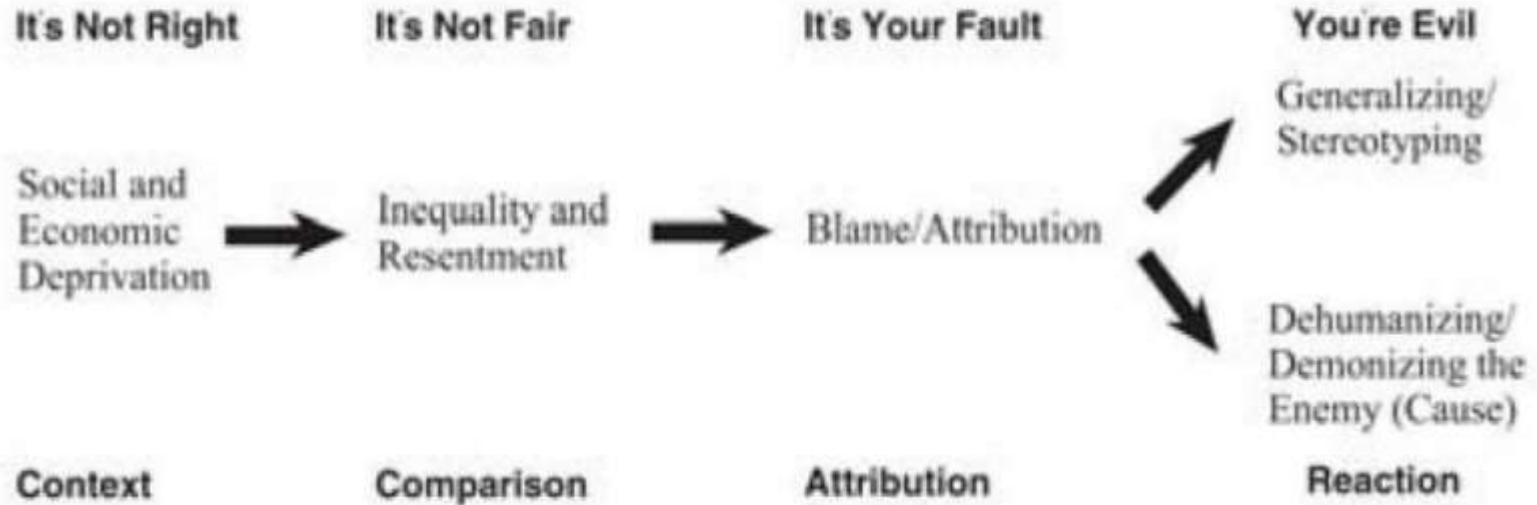 It's Not Right
It's Not Fair
It's Your Fault
You're Evil
Social and
Economic
Deprivation
Inequality and
Resentment
Blame/Attribution
Generalizing/
Stereotyping
Dehumanizing/
Demonizing the
Enemy (Cause)
Context
Comparison
Attribution
Reaction